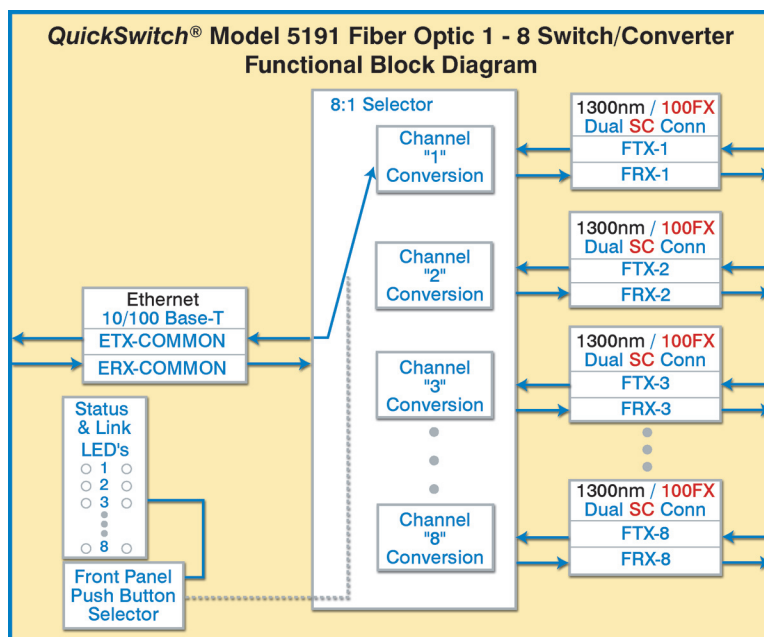 QuickSwitch® Model 5191 Fiber Optic 1 - 8 Switch/Converter
Functional Block Diagram
8:1 Selector
Channel
"1"
Conversion
1300nm / 100FX
Dual SC Conn
FTX-1
FRX-1
Channel
"2"
Conversion
1300nm / 100FX
Dual SC Conn
FTX-2
FRX-2
Ethernet
10/100 Base-T
ETX-COMMON
ERX-COMMON
Channel
"3"
Conversion
1300nm / 100FX
Dual SC Conn
FTX-3
FRX-3
Status
& Link
LED's
1
2
3
8
Channel
"8"
Conversion
1300nm / 100FX
Dual SC Conn
FTX-8
FRX-8
Front Panel
Push Button
Selector